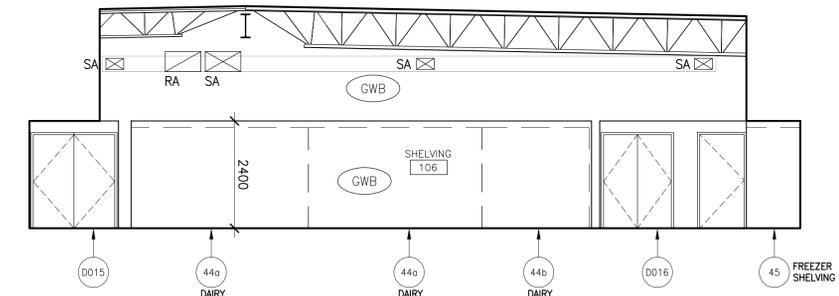 SA
RA
SA
SA
SA
GWB
SHELVING
106
GWB
2400
D015
44a
DAIRY
44a
DAIRY
44b
DAIRY
D016
45
FREEZER
SHELVING